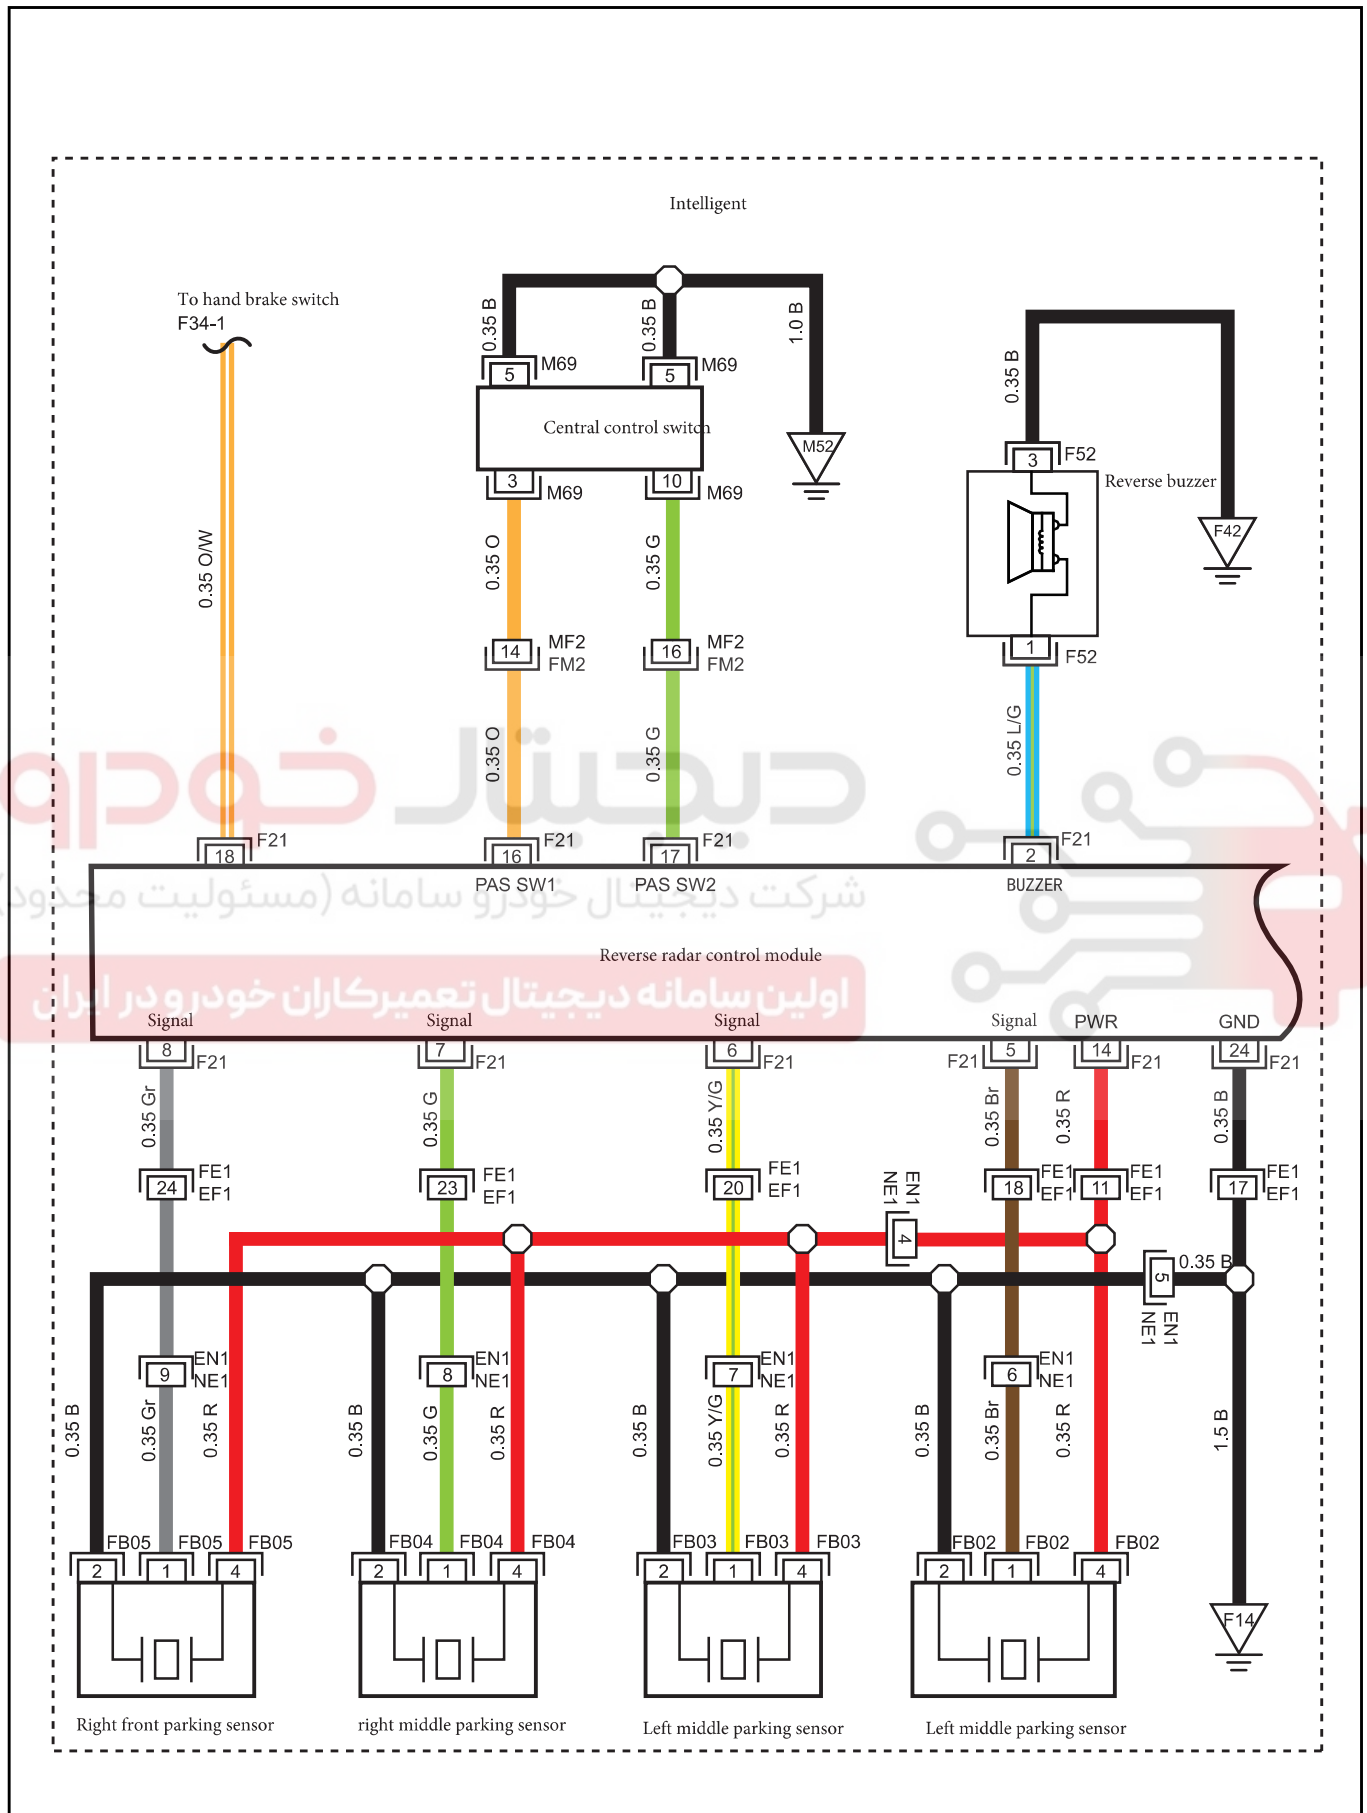 Intelligent
To hand brake switch
F34-1
0.35 O/W
0.35 B
0.35 B
1.0 B
0.35 B
5
M69
5
M69
Central control switch
M52
3
F52
Reverse buzzer
3
M69
10
M69
F42
0.35 O
0.35 G
14
MF2
FM2
16
MF2
FM2
1
F52
0.35 O
0.35 G
0.35 L/G
دیجیتال خودرو
18
F21
16
F21
17
F21
2
F21
PAS SW1
PAS SW2
BUZZER
شرکت دیجیتال خودرو سامانه (مسئولیت محدود)
Reverse radar control module
اولین سامانه دیجیتال تعمیرکاران خودرو در ایران
Signal
Signal
Signal
Signal
PWR
GND
8
F21
7
F21
6
F21
F21
5
14
F21
24
F21
0.35 Gr
0.35 G
0.35 Y/G
0.35 Br
0.35 R
0.35 B
24
FE1
EF1
23
FE1
EF1
20
FE1
EF1
18
FE1
EF1
11
FE1
EF1
17
FE1
EF1
EN1
NE1
4
0.35 B
5
EN1
NE1
9
EN1
NE1
8
EN1
NE1
7
EN1
NE1
6
EN1
NE1
0.35 B
0.35 Gr
0.35 R
0.35 B
0.35 G
0.35 R
0.35 B
0.35 Y/G
0.35 R
0.35 B
0.35 Br
0.35 R
1.5 B
2
FB05
1
FB05
4
FB05
2
FB04
1
FB04
4
FB04
2
FB03
1
FB03
4
FB03
2
FB02
1
FB02
4
FB02
F14
Right front parking sensor
right middle parking sensor
Left middle parking sensor
Left middle parking sensor